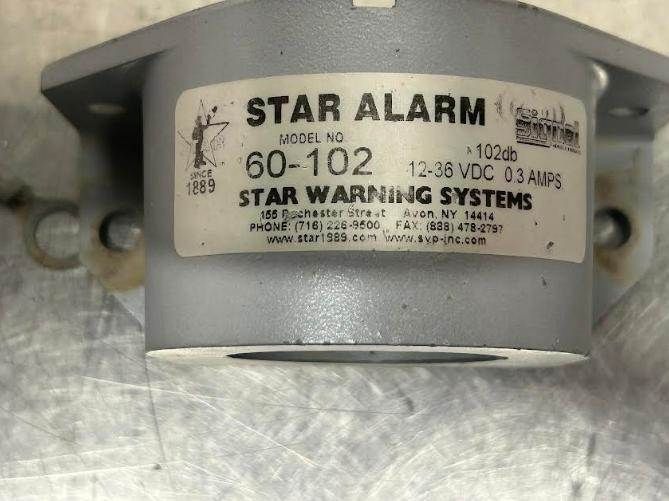 STAR ALARM
MODEL NO
60-102
102db
12-36 VDC 0.3 AMPS
SINCE
1889
STAR WARNING SYSTEMS
155 Rochester Street Avon, NY 14414
PHONE: (716) 226-9500 FAX: (888) 478-2797
www.star1989.com www.svp-inc.com